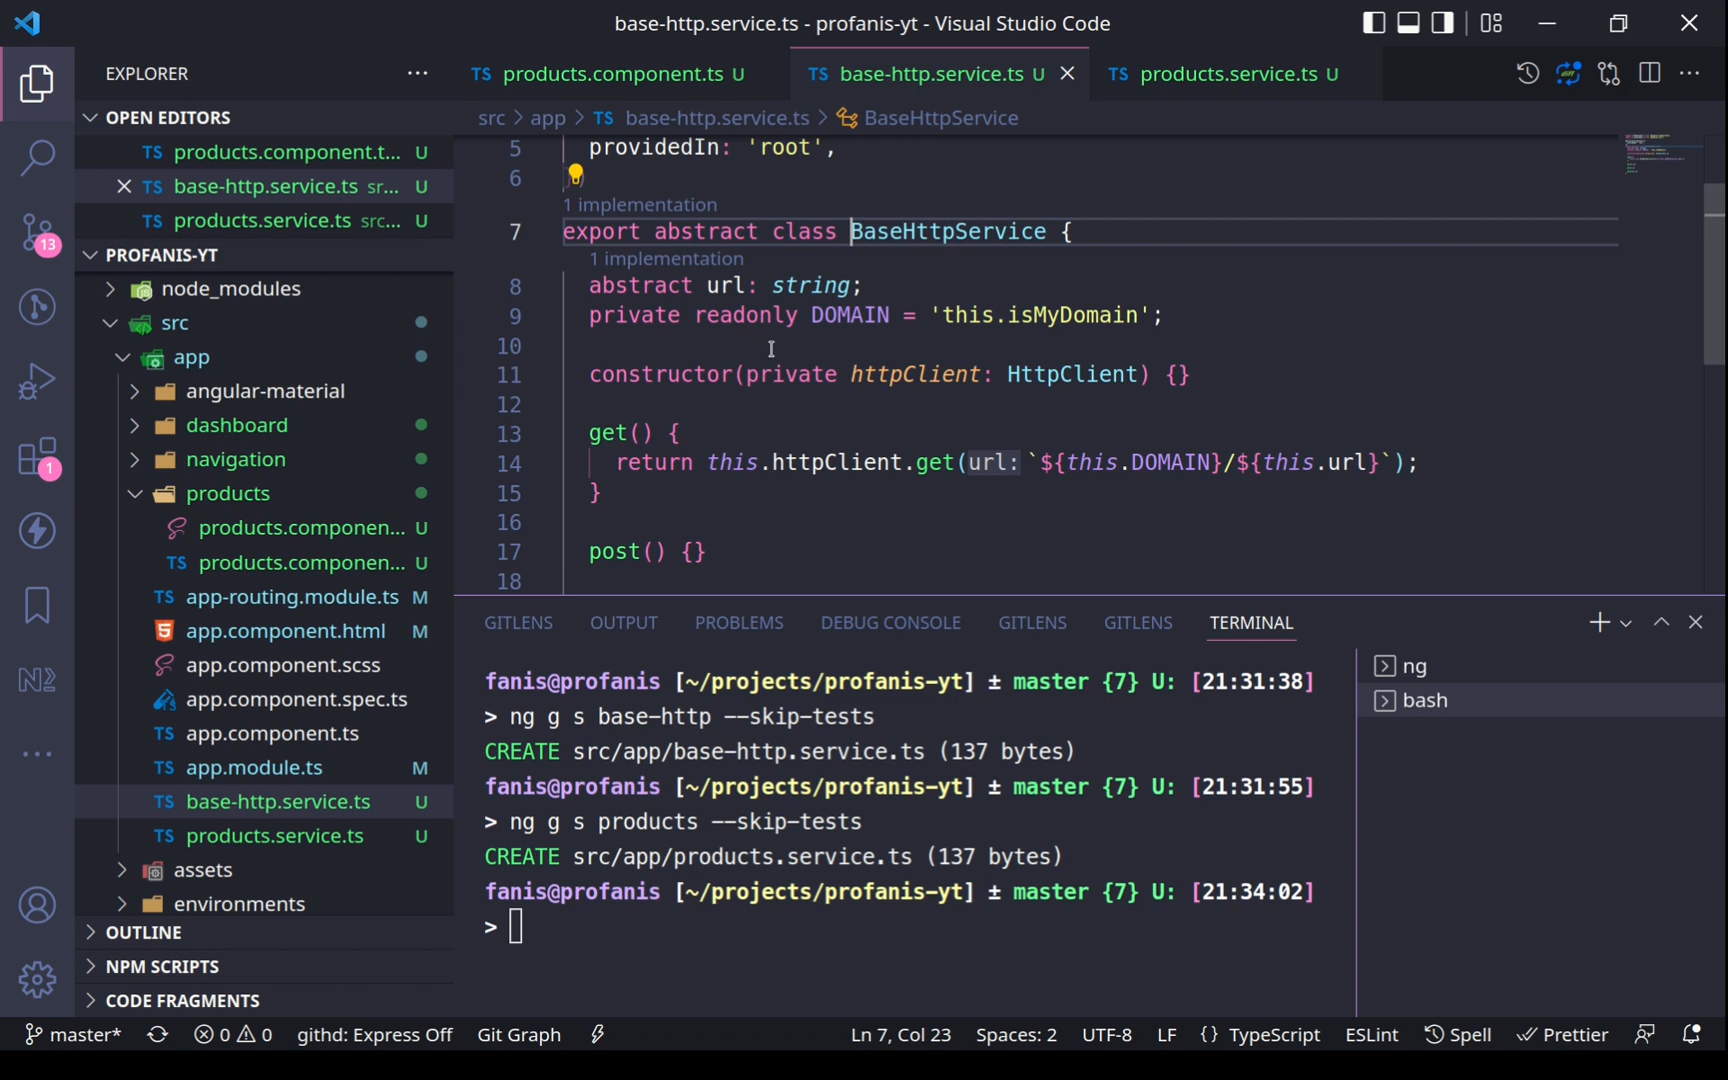 base-http.service.ts - profanis-yt - Visual Studio Code
EXPLORER
OPEN EDITORS
TS products.component.t... U
TS base-http.service.ts sr... U
TS products.service.ts src... U
PROFANIS-YT
node_modules
src
app
angular-material
dashboard
navigation
products
products.componen... U
TS products.componen... U
TS app-routing.module.ts M
app.component.html M
app.component.scss
app.component.spec.ts
TS app.component.ts
TS app.module.ts M
TS base-http.service.ts U
TS products.service.ts U
assets
environments
OUTLINE
NPM SCRIPTS
CODE FRAGMENTS
13
1
TS products.component.ts U
TS base-http.service.ts U
TS products.service.ts U
src > app > TS base-http.service.ts > BaseHttpService
5 providedIn: 'root',
6
1 implementation
7 export abstract class BaseHttpService {
1 implementation
8 abstract url: string;
9 private readonly DOMAIN = 'this.isMyDomain';
10
11 constructor(private httpClient: HttpClient) {}
12
13 get() {
14 return this.httpClient.get(url:`${this.DOMAIN}/${this.url}`);
15 }
16
17 post() {}
18
GITLENS OUTPUT PROBLEMS DEBUG CONSOLE GITLENS GITLENS TERMINAL
fanis@profanis [~/projects/profanis-yt] ± master {7} U: [21:31:38]
> ng g s base-http --skip-tests
CREATE src/app/base-http.service.ts (137 bytes)
fanis@profanis [~/projects/profanis-yt] ± master {7} U: [21:31:55]
> ng g s products --skip-tests
CREATE src/app/products.service.ts (137 bytes)
fanis@profanis [~/projects/profanis-yt] ± master {7} U: [21:34:02]
>
ng
bash
master* 0 0 githd: Express Off Git Graph Ln 7, Col 23 Spaces: 2 UTF-8 LF {} TypeScript ESLint Spell Prettier